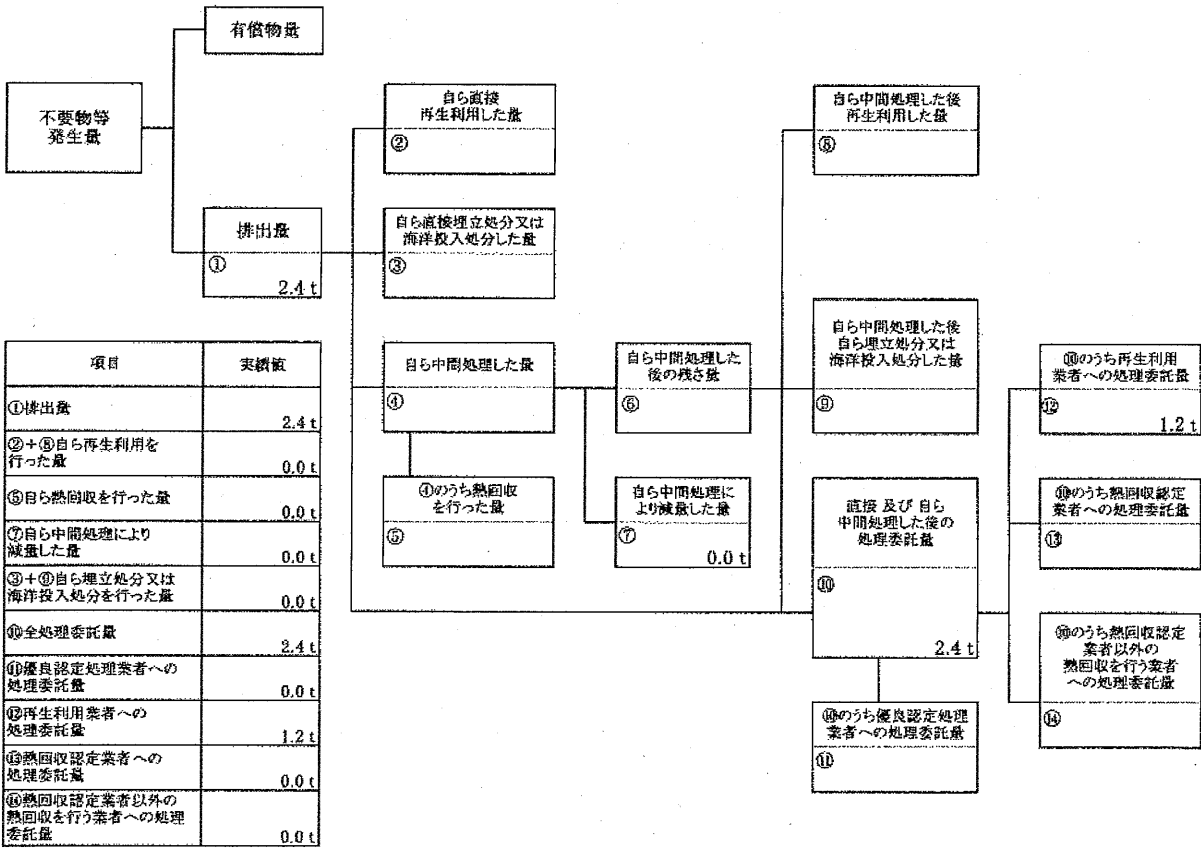 有償物量
不要物等
発生量
排出量
①
2.4 t
自ら直接
再生利用した量
②
自ら直接埋立処分又は
海洋投入処分した量
③
自ら中間処理した量
④
④のうち熱回収
を行った量
⑤
自ら中間処理した
後の残さ量
⑥
自ら中間処理に
より減量した量
⑦
0.0 t
自ら中間処理した後
再生利用した量
⑧
自ら中間処理した後
自ら埋立処分又は
海洋投入処分した量
⑨
直接 及び 自ら
中間処理した後の
処理委託量
⑩
2.4 t
⑩のうち優良認定処理
業者への処理委託量
⑪
⑩のうち再生利用
業者への処理委託量
⑫
1.2 t
⑩のうち熱回収認定
業者への処理委託量
⑬
⑩のうち熱回収認定
業者以外の
熱回収を行う業者
への処理委託量
⑭
項目 実績値
①排出量
2.4 t
②+⑧自ら再生利用を
行った量
0.0 t
⑤自ら熱回収を行った量
0.0 t
⑦自ら中間処理により
減量した量
0.0 t
③+⑨自ら埋立処分又は
海洋投入処分を行った量
0.0 t
⑩全処理委託量
2.4 t
⑪優良認定処理業者への
処理委託量
0.0 t
⑫再生利用業者への
処理委託量
1.2 t
⑬熱回収認定業者への
処理委託量
0.0 t
⑭熱回収認定業者以外の
熱回収を行う業者への処理
委託量
0.0 t